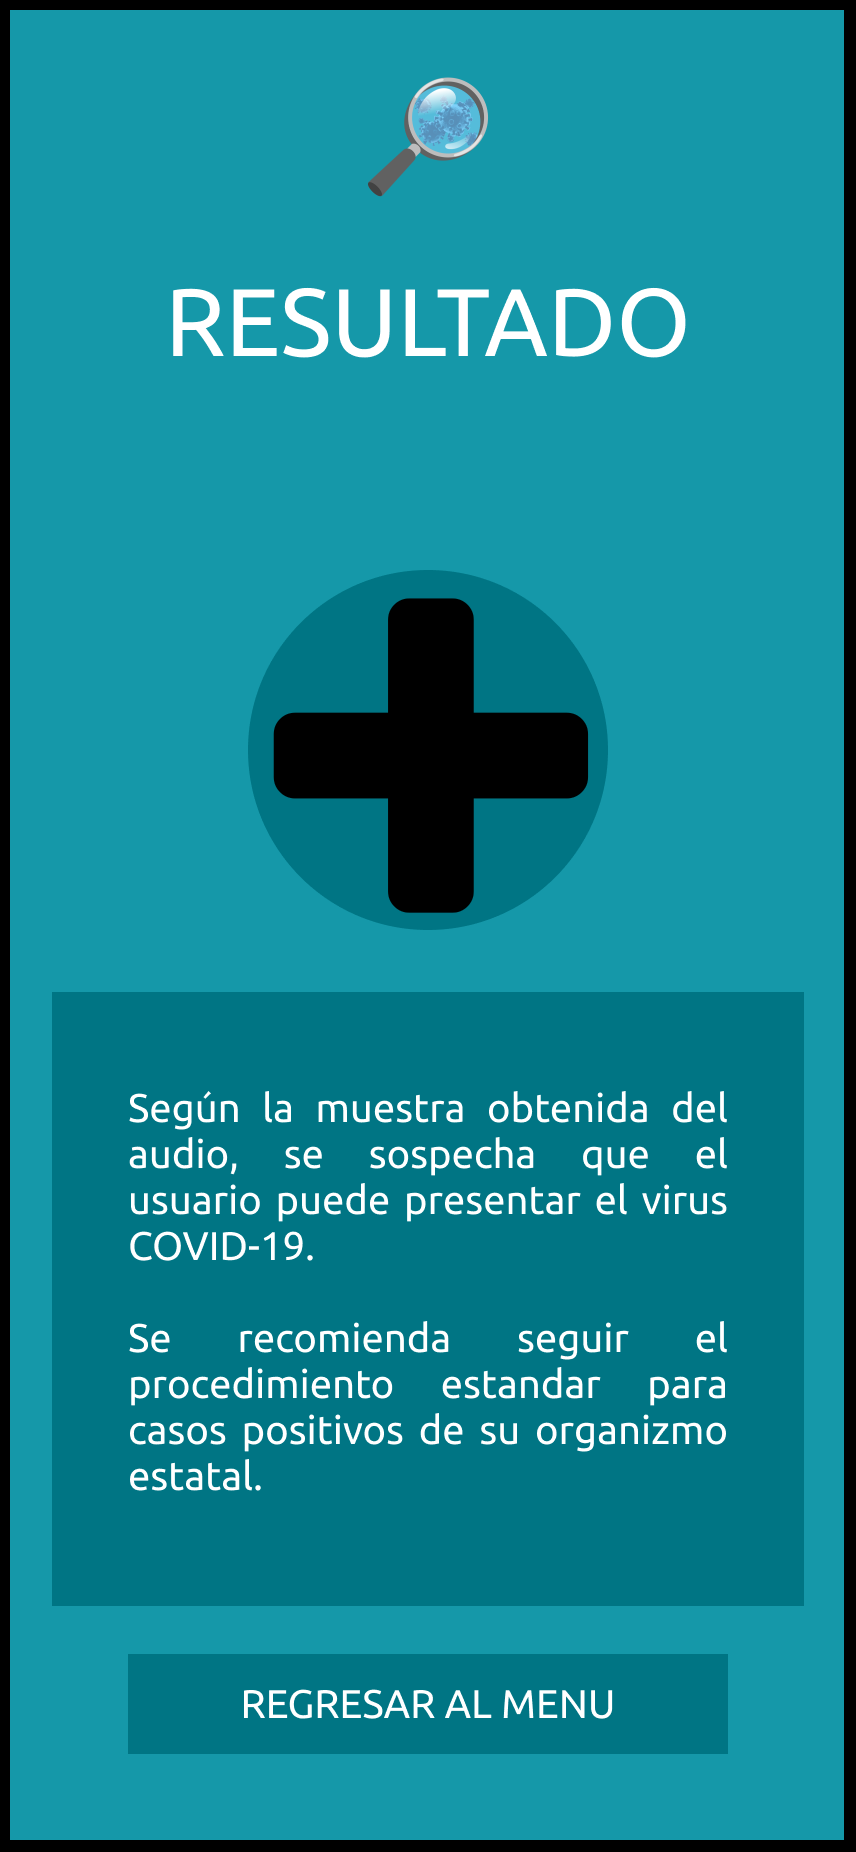 RESULTADO
Según la muestra obtenida del
audio, se sospecha que el
usuario puede presentar el virus
COVID-19.
Se recomienda seguir el
procedimiento estandar para
casos positivos de su organizmo
estatal.
REGRESAR AL MENU